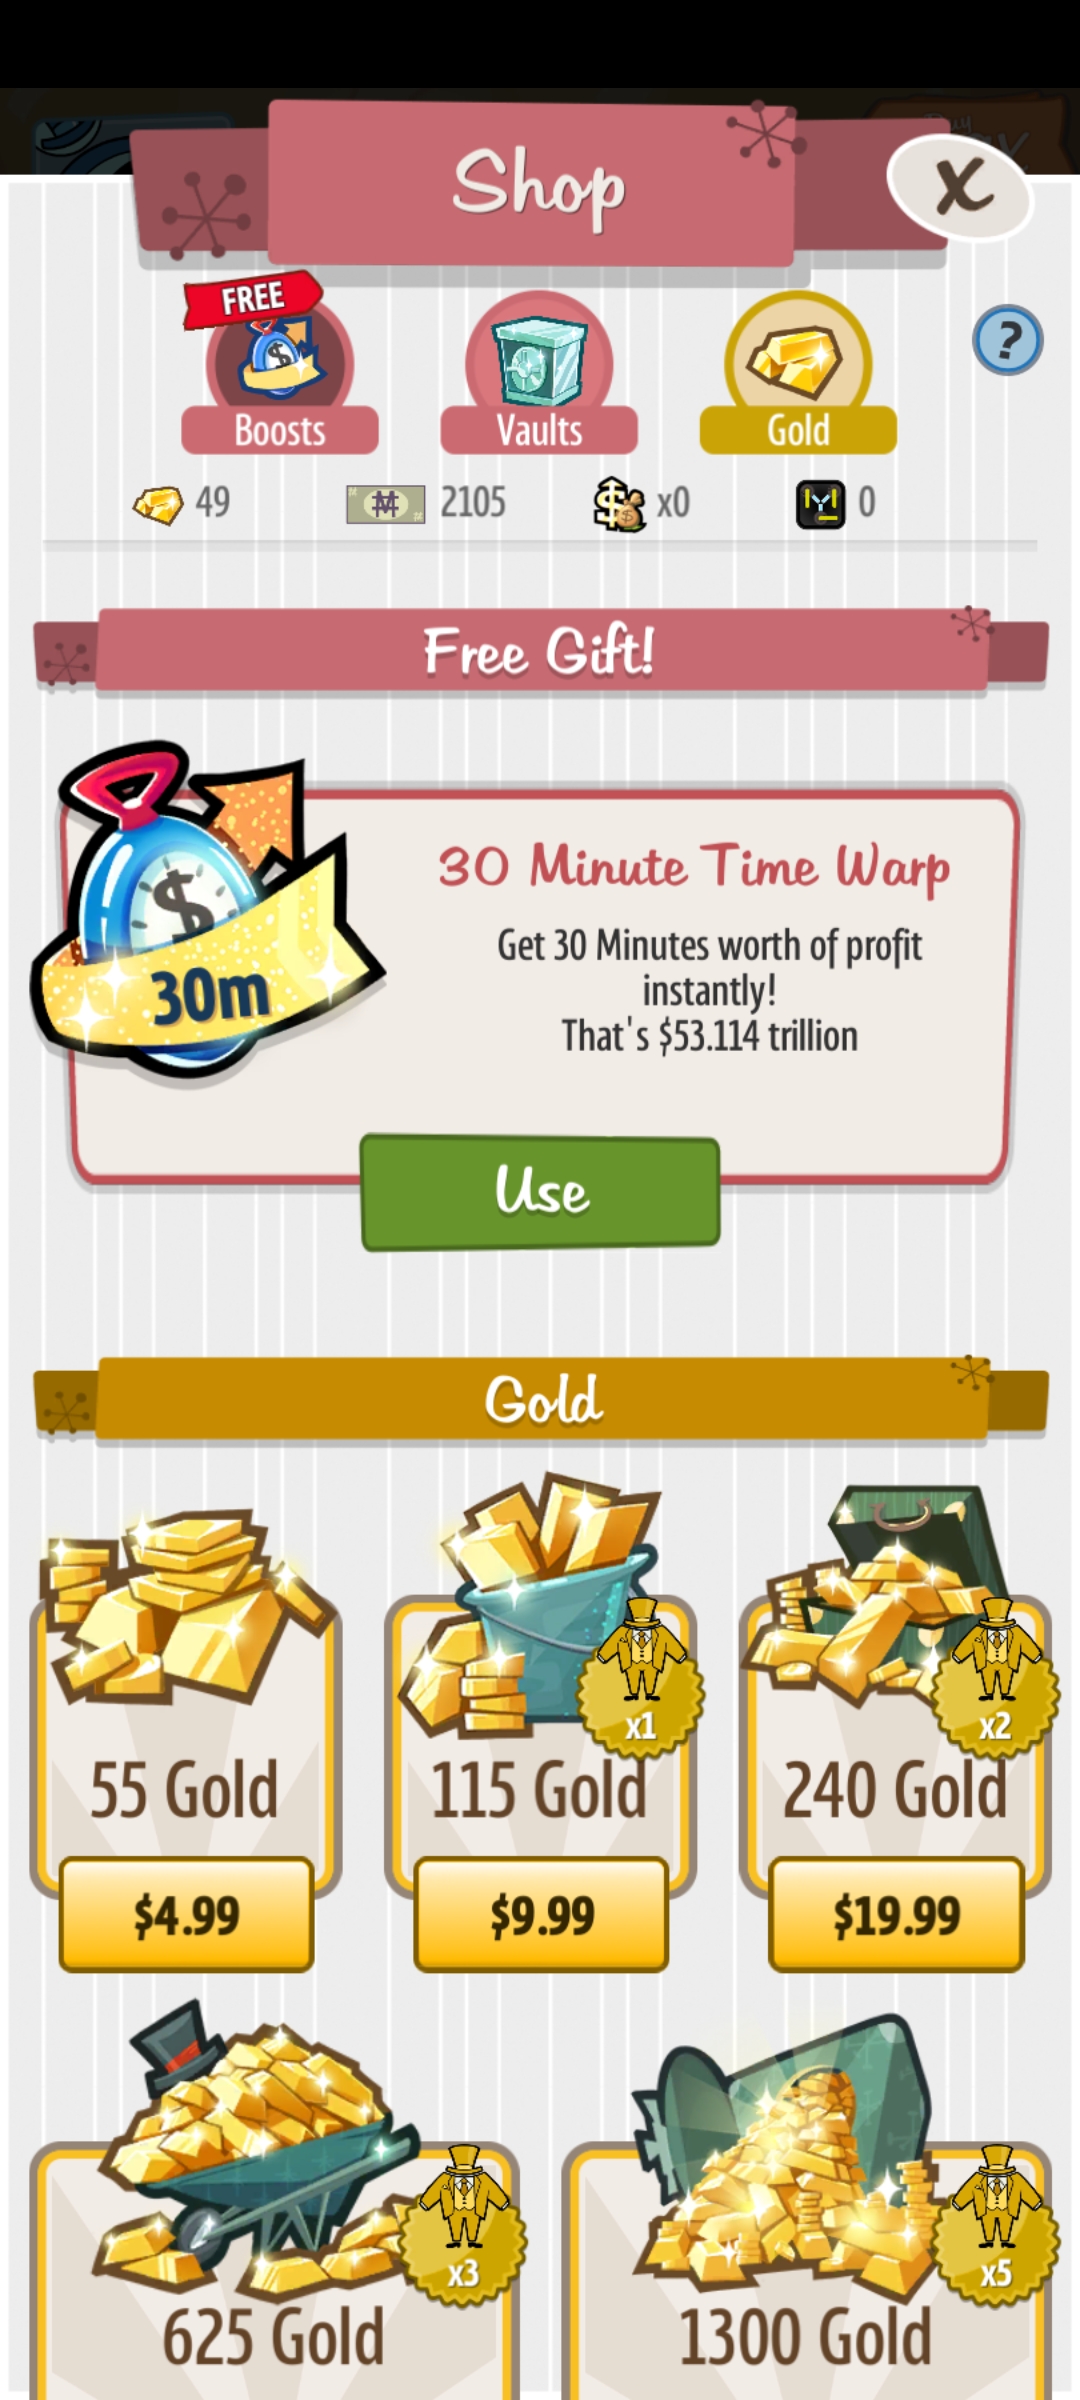 Shop
X
FREE
$
?
Boosts
Vaults
Gold
49
2105
x0
0
Free Gift!
$
30m
30 Minute Time Warp
Get 30 Minutes worth of profit
instantly!
That's $53.114 trillion
Use
Gold
x1
x2
55 Gold
115 Gold
240 Gold
$4.99
$9.99
$19.99
x3
x5
625 Gold
1300 Gold